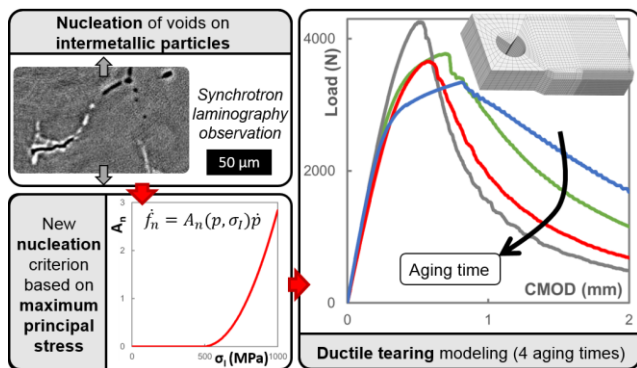 Nucleation of voids on
intermetallic particles
Synchrotron
laminography
observation
50 µm
New
nucleation
criterion
based on
maximum
principal
stress
A_n
3
2
1
0
ḟ_n = A_n(p, σ_I)ṗ
0
500
1000
σ_I (MPa)
Load (N)
4000
2000
0
Aging time
CMOD (mm)
0
1
2
Ductile tearing modeling (4 aging times)